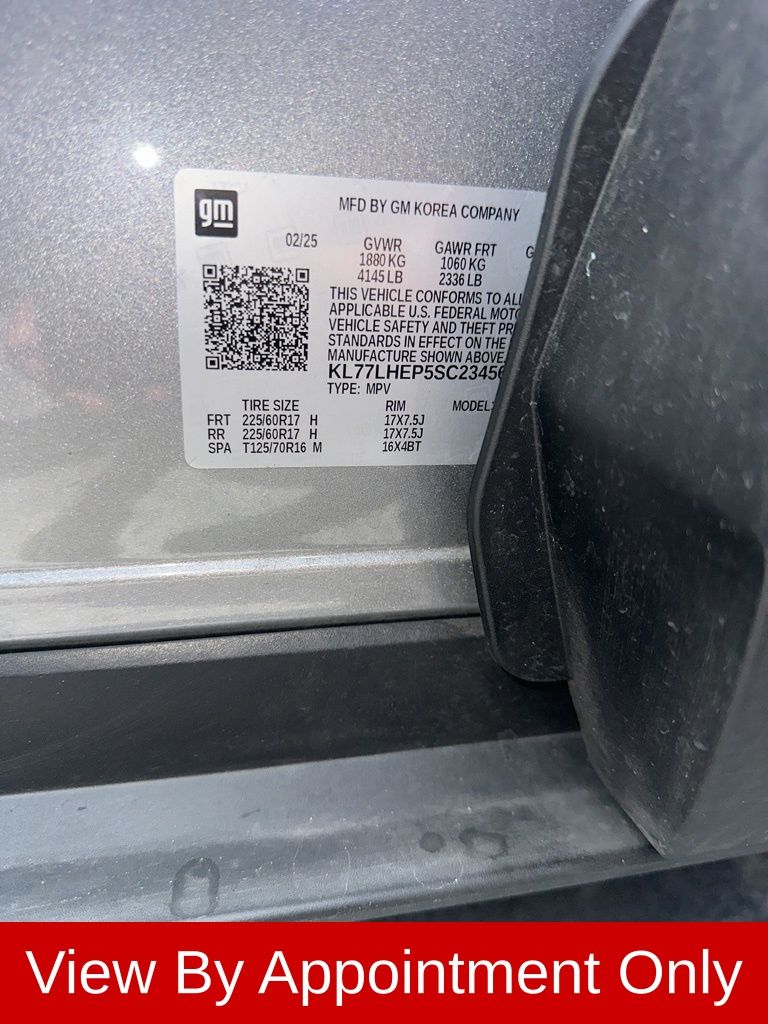 gm
MFD BY GM KOREA COMPANY
02/25
GVWR
GAWR FRT
1880 KG
1060 KG
4145 LB
2336 LB
THIS VEHICLE CONFORMS TO ALL
APPLICABLE U.S. FEDERAL
VEHICLE SAFETY AND THEFT
STANDARDS IN EFFECT ON THE
MANUFACTURE SHOWN ABOVE.
KL77LHEP5SC23456
TYPE: MPV
TIRE SIZE RIM MODEL:
FRT 225/60R17 H 17X7.5J
RR 225/60R17 H 17X7.5J
SPA T125/70R16 M 16X4BT
View By Appointment Only